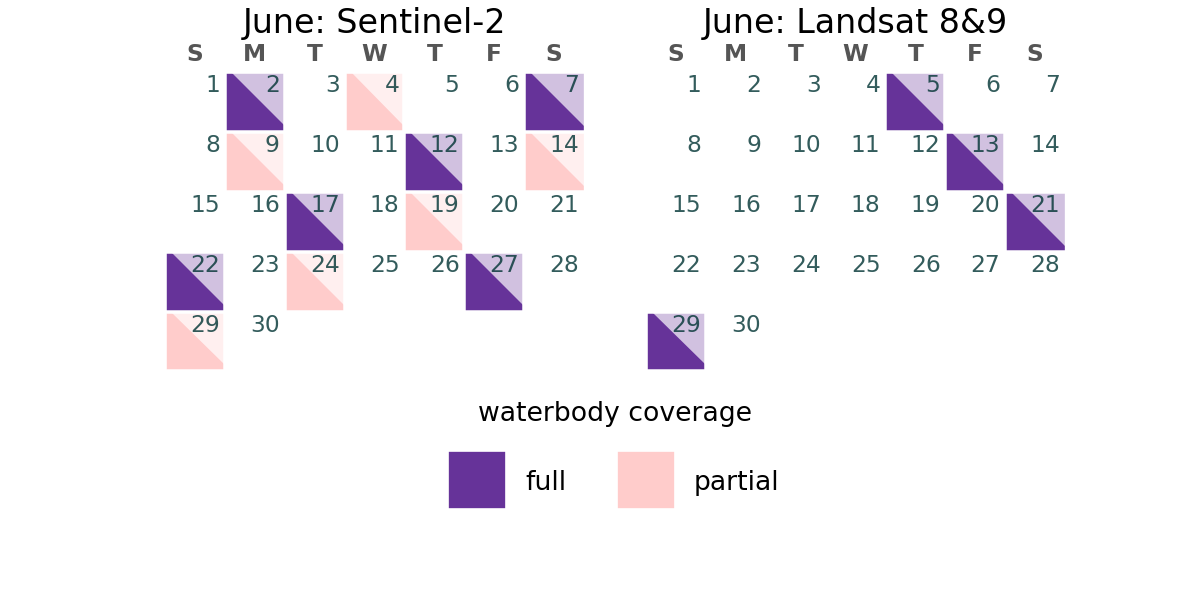 June: Sentinel-2
S M T W T F S
1 2 3 4 5 6 7
8 9 10 11 12 13 14
15 16 17 18 19 20 21
22 23 24 25 26 27 28
29 30
June: Landsat 8&9
S M T W T F S
1 2 3 4 5 6 7
8 9 10 11 12 13 14
15 16 17 18 19 20 21
22 23 24 25 26 27 28
29 30
waterbody coverage
full partial